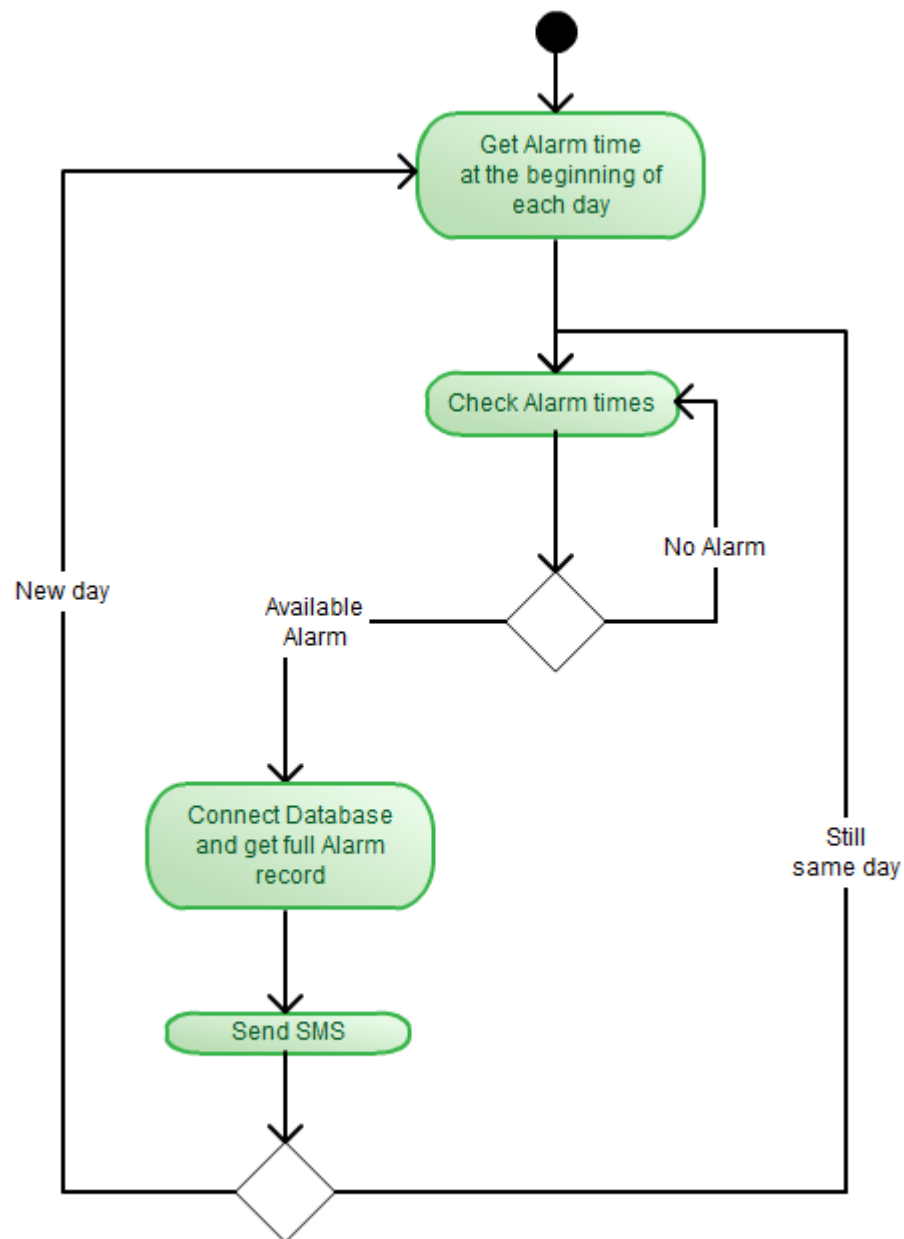 Get Alarm time
at the beginning of
each day
Check Alarm times
No Alarm
New day
Available
Alarm
Connect Database
and get full Alarm
record
Still
same day
Send SMS